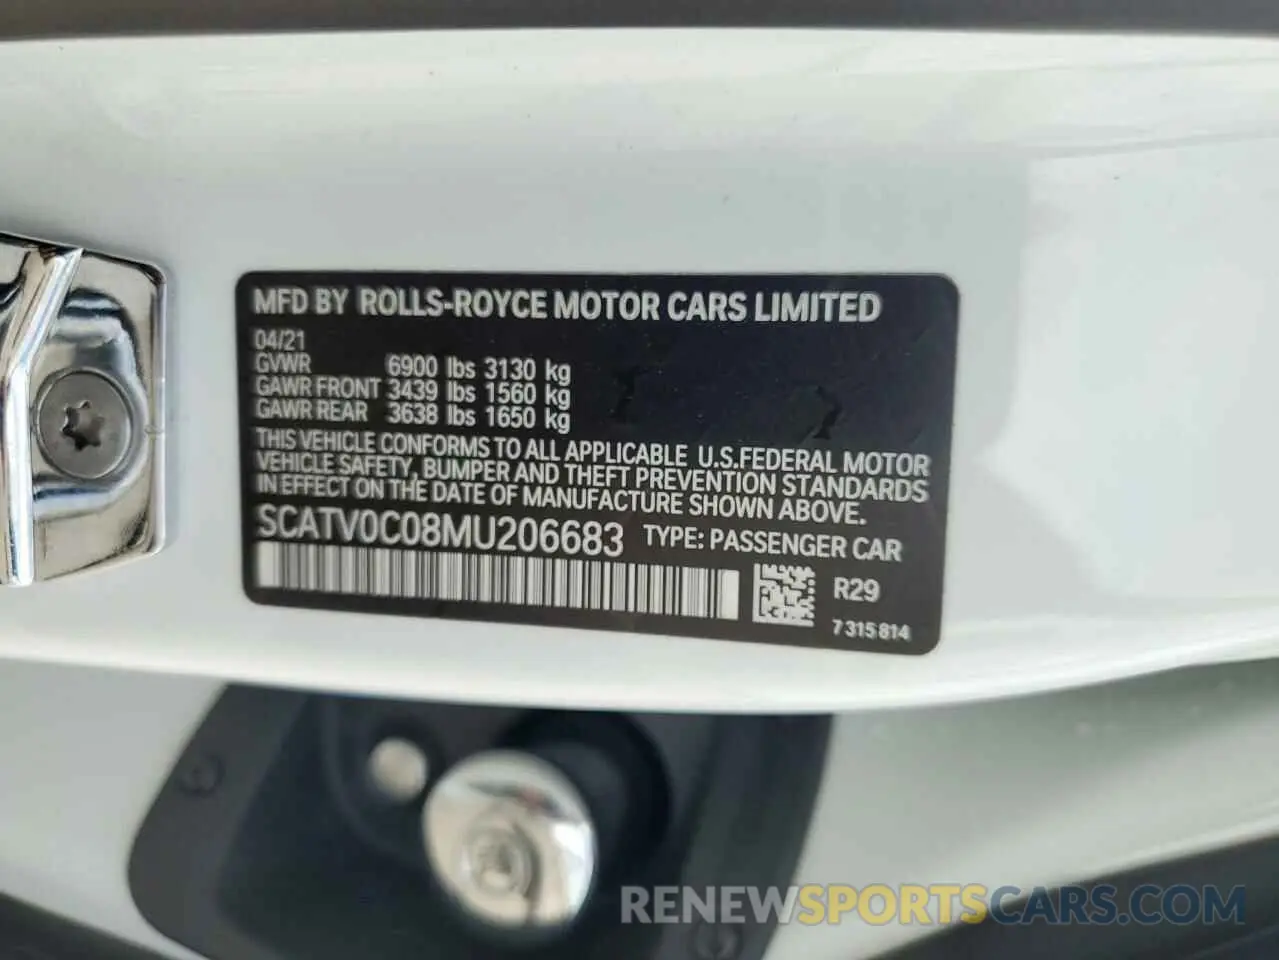 MFD BY ROLLS-ROYCE MOTOR CARS LIMITED
04/21
GVWR 6900 lbs 3130 kg
GAWR FRONT 3439 lbs 1560 kg
GAWR REAR 3638 lbs 1650 kg
THIS VEHICLE CONFORMS TO ALL APPLICABLE U.S.FEDERAL MOTOR
VEHICLE SAFETY, BUMPER AND THEFT PREVENTION STANDARDS
IN EFFECT ON THE DATE OF MANUFACTURE SHOWN ABOVE.
SCATV0C08MU206683 TYPE: PASSENGER CAR
R29
7315814
RENEWSPORTSCARS.COM